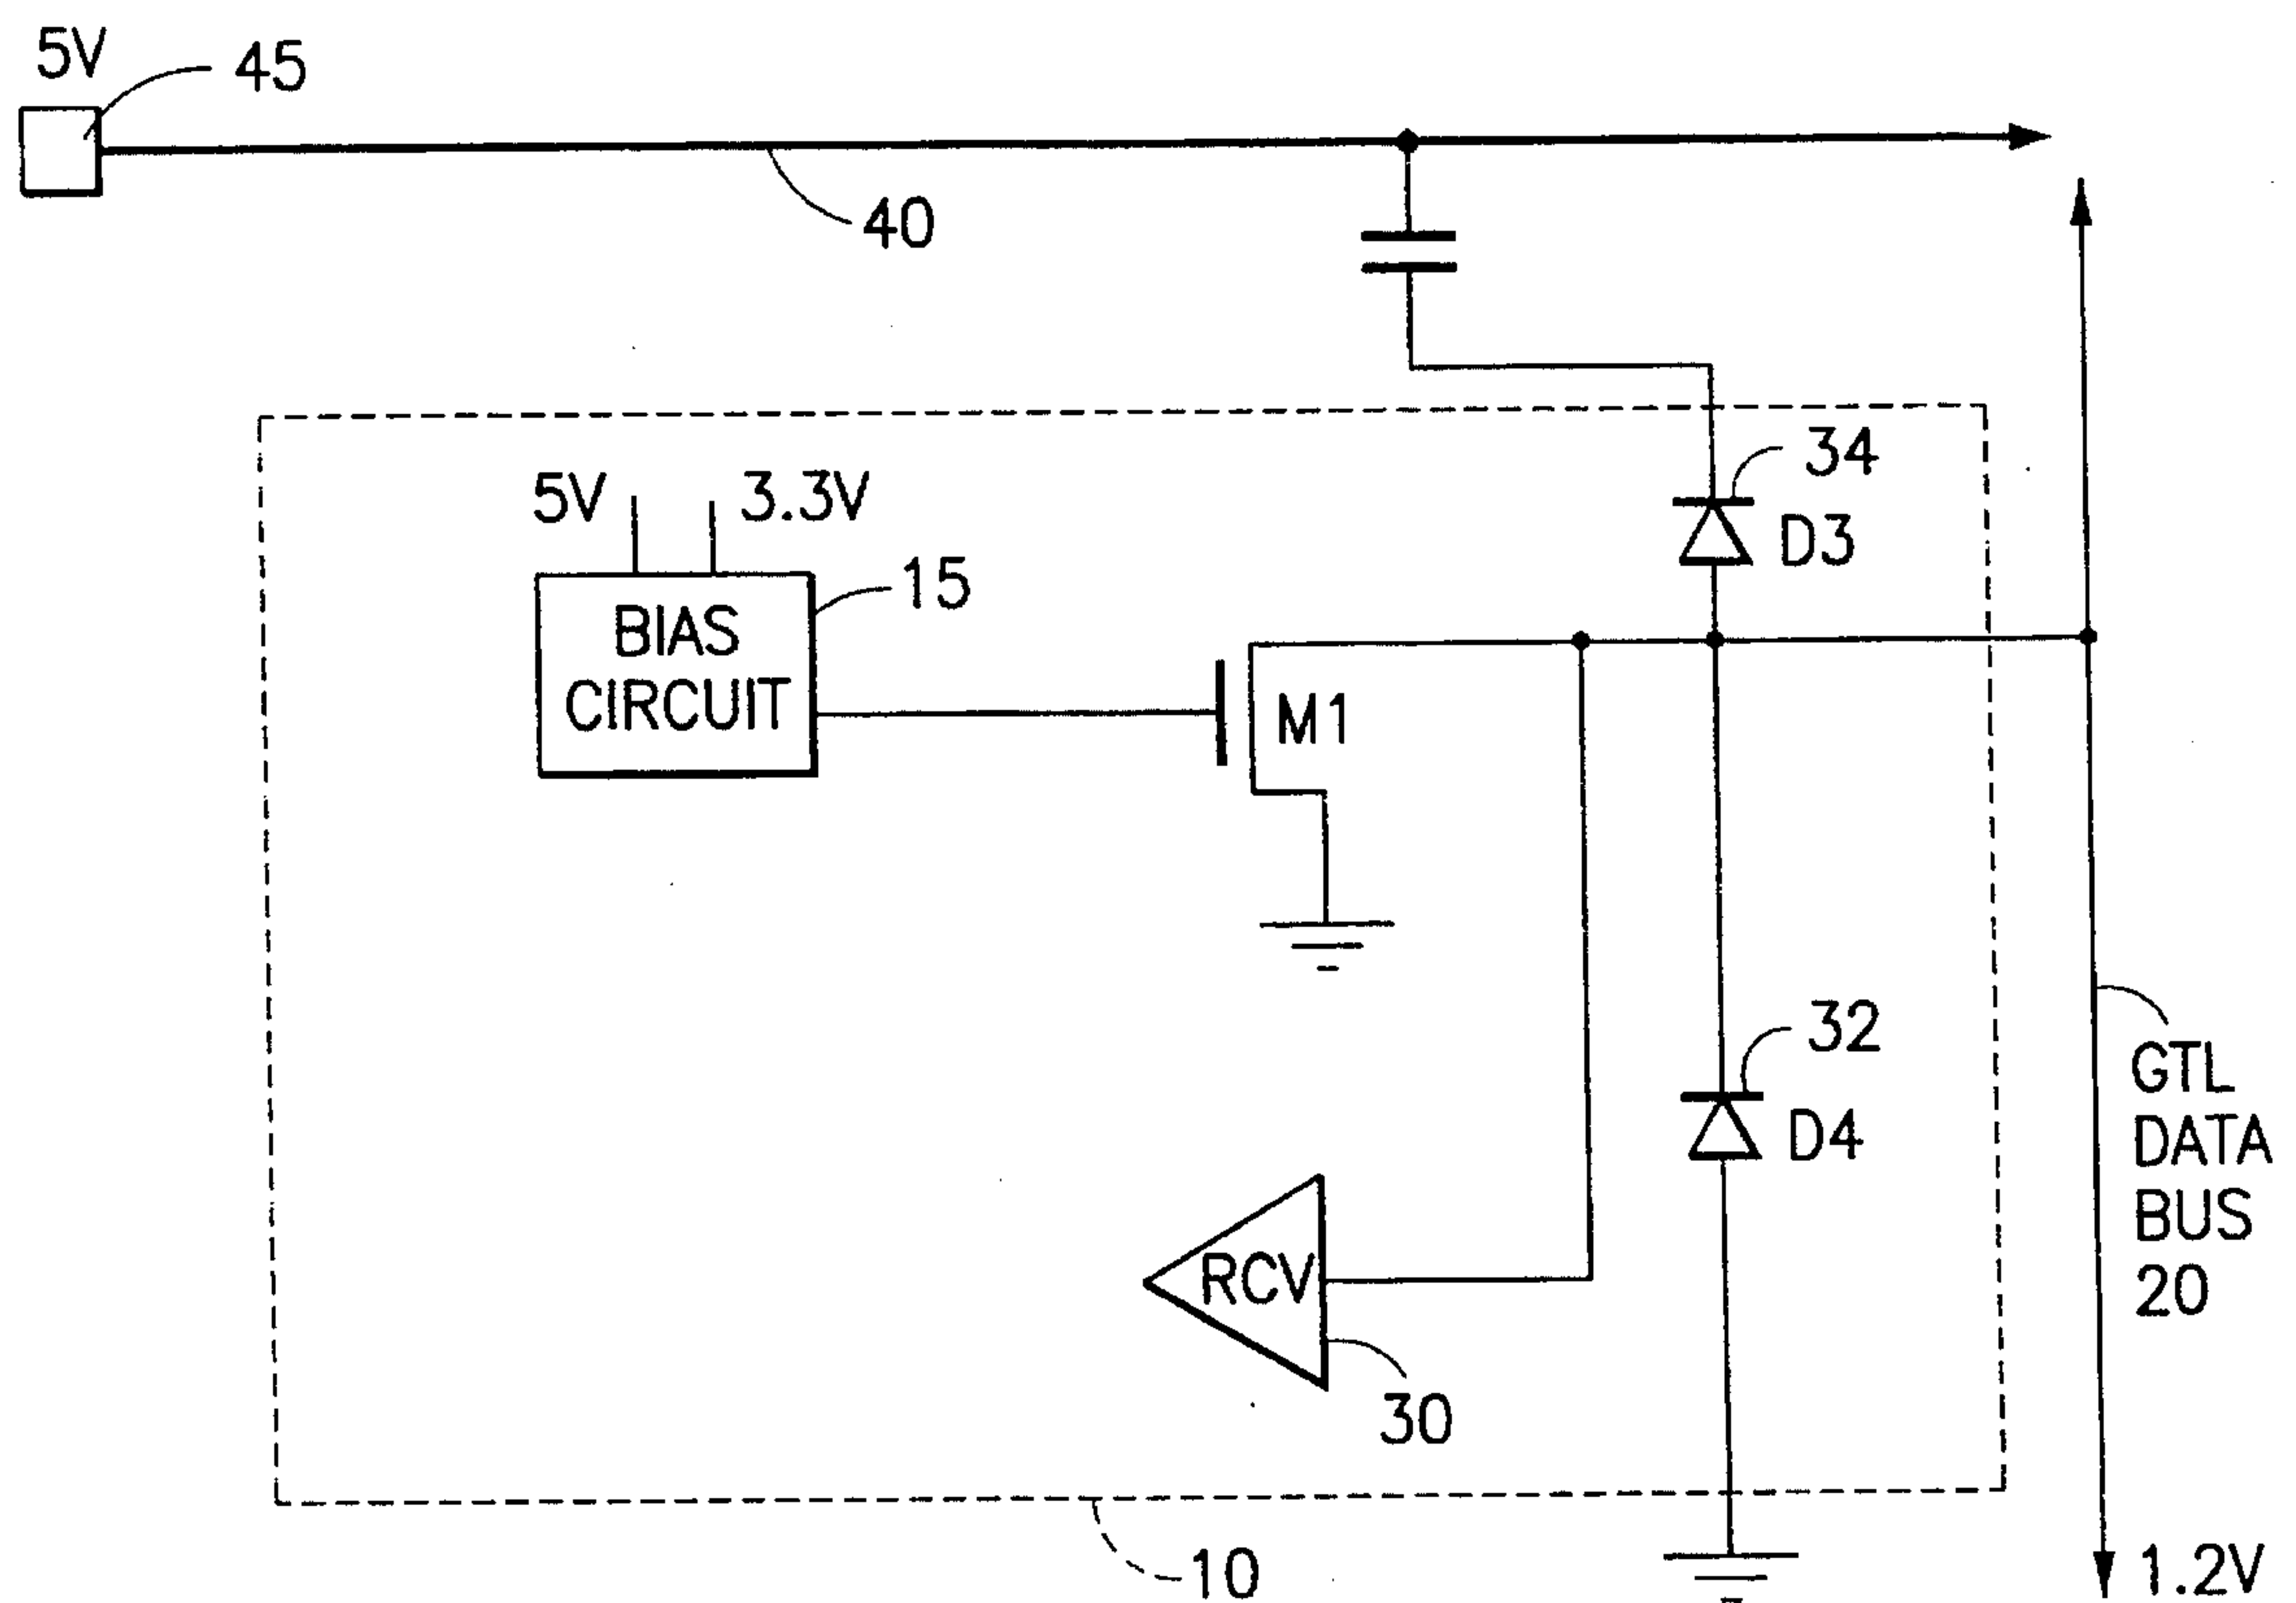 5V
45
40
34
D3
5V
3.3V
15
BIAS
CIRCUIT
M1
32
D4
GTL
DATA
BUS
20
RCV
30
10
1.2V